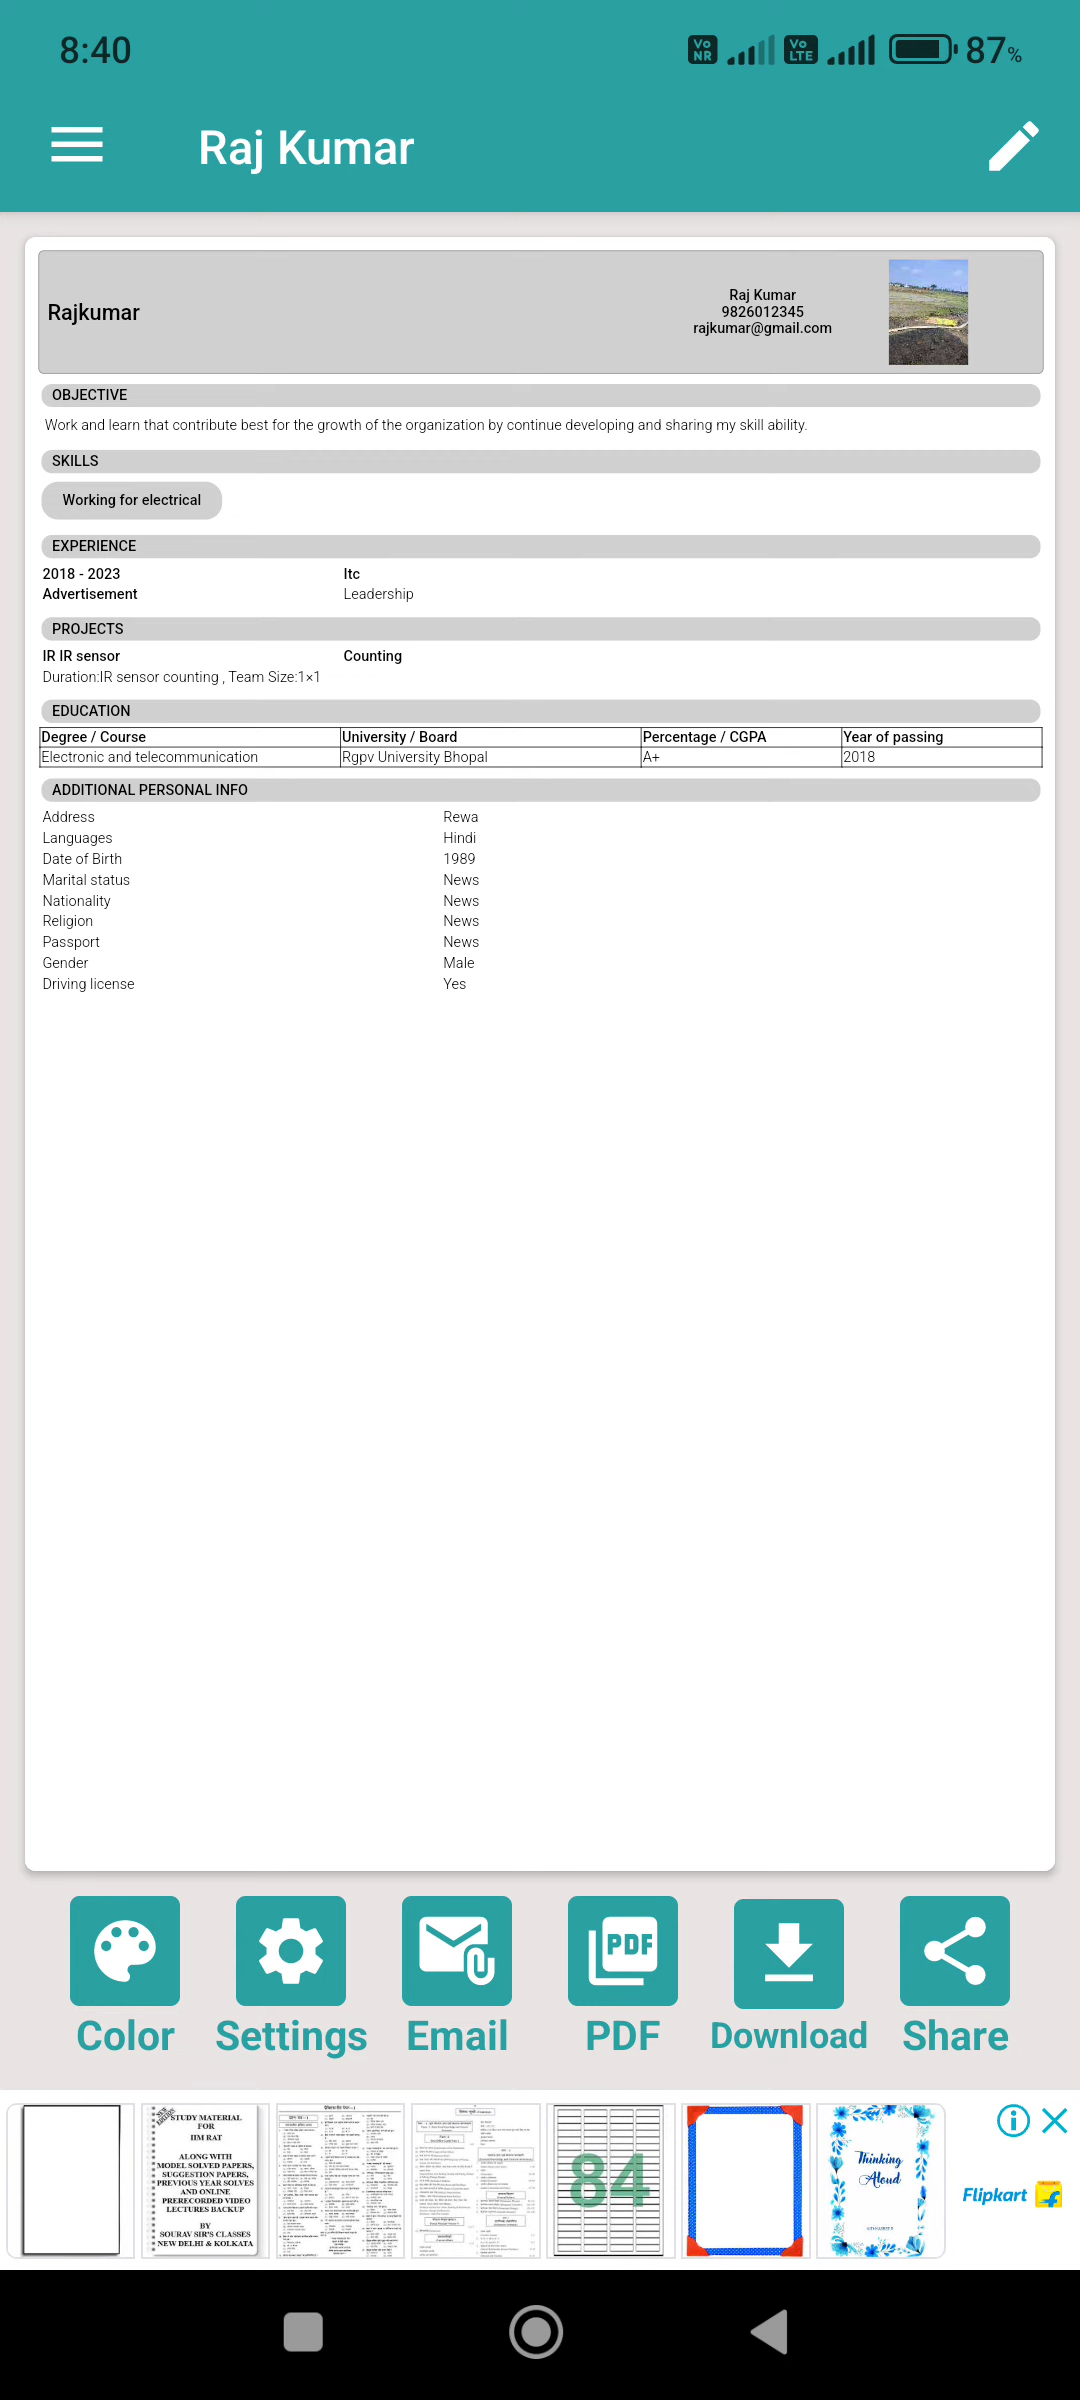 8:40
Vo NR Vo LTE 87%
Raj Kumar
Rajkumar
Raj Kumar
9826012345
rajkumar@gmail.com
OBJECTIVE
Work and learn that contribute best for the growth of the organization by continue developing and sharing my skill ability.
SKILLS
Working for electrical
EXPERIENCE
2018 - 2023 Itc
Advertisement Leadership
PROJECTS
IR IR sensor Counting
Duration:IR sensor counting , Team Size:1×1
EDUCATION
Degree / Course University / Board Percentage / CGPA Year of passing
Electronic and telecommunication Rgpv University Bhopal A+ 2018
ADDITIONAL PERSONAL INFO
Address Rewa
Languages Hindi
Date of Birth 1989
Marital status News
Nationality News
Religion News
Passport News
Gender Male
Driving license Yes
PDF
Color Settings Email PDF Download Share
STUDY MATERIAL
FOR
IIM RAT
ALONG WITH
MODEL SOLVED PAPERS,
SUGGESTION PAPERS,
PREVIOUS YEAR SOLVES
AND ONLINE
PRERECORDED VIDEO
LECTURES BACKUP
BY
SOURAV SIR'S CLASSES
NEW DELHI & KOLKATA
84
Thinking
Aloud
Flipkart